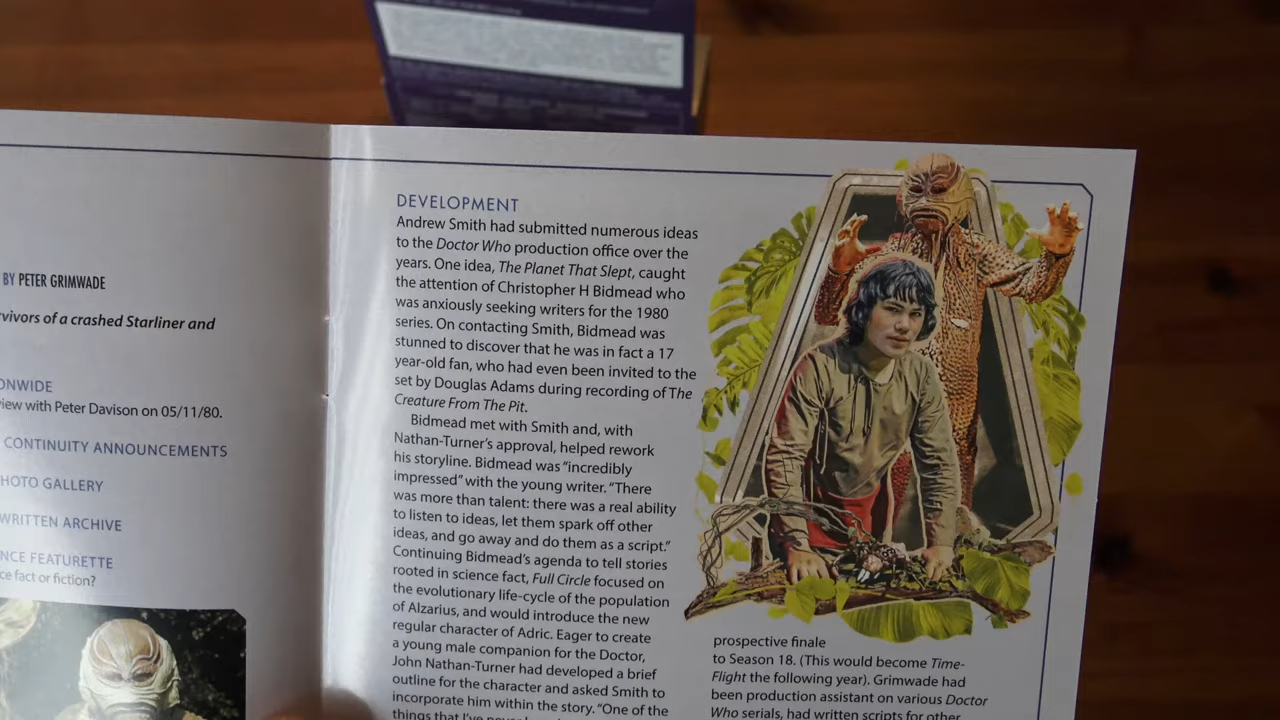 BY PETER GRIMWADE
rvivors of a crashed Starliner and
ONWIDE
view with Peter Davison on 05/11/80.
CONTINUITY ANNOUNCEMENTS
HOTO GALLERY
WRITTEN ARCHIVE
NCE FEATURETTE
ce fact or fiction?
DEVELOPMENT
Andrew Smith had submitted numerous ideas
to the Doctor Who production office over the
years. One idea, The Planet That Slept, caught
the attention of Christopher H Bidmead who
was anxiously seeking writers for the 1980
series. On contacting Smith, Bidmead was
stunned to discover that he was in fact a 17
year-old fan, who had even been invited to the
set by Douglas Adams during recording of The
Creature From The Pit.
Bidmead met with Smith and, with
Nathan-Turner's approval, helped rework
his storyline. Bidmead was "incredibly
impressed" with the young writer. "There
was more than talent: there was a real ability
to listen to ideas, let them spark off other
ideas, and go away and do them as a script."
Continuing Bidmead's agenda to tell stories
rooted in science fact, Full Circle focused on
the evolutionary life-cycle of the population
of Alzarius, and would introduce the new
regular character of Adric. Eager to create
a young male companion for the Doctor,
John Nathan-Turner had developed a brief
outline for the character and asked Smith to
incorporate him within the story. "One of the
things that I've never
prospective finale
to Season 18. (This would become Time-
Flight the following year). Grimwade had
been production assistant on various Doctor
Who serials, had written scripts for other